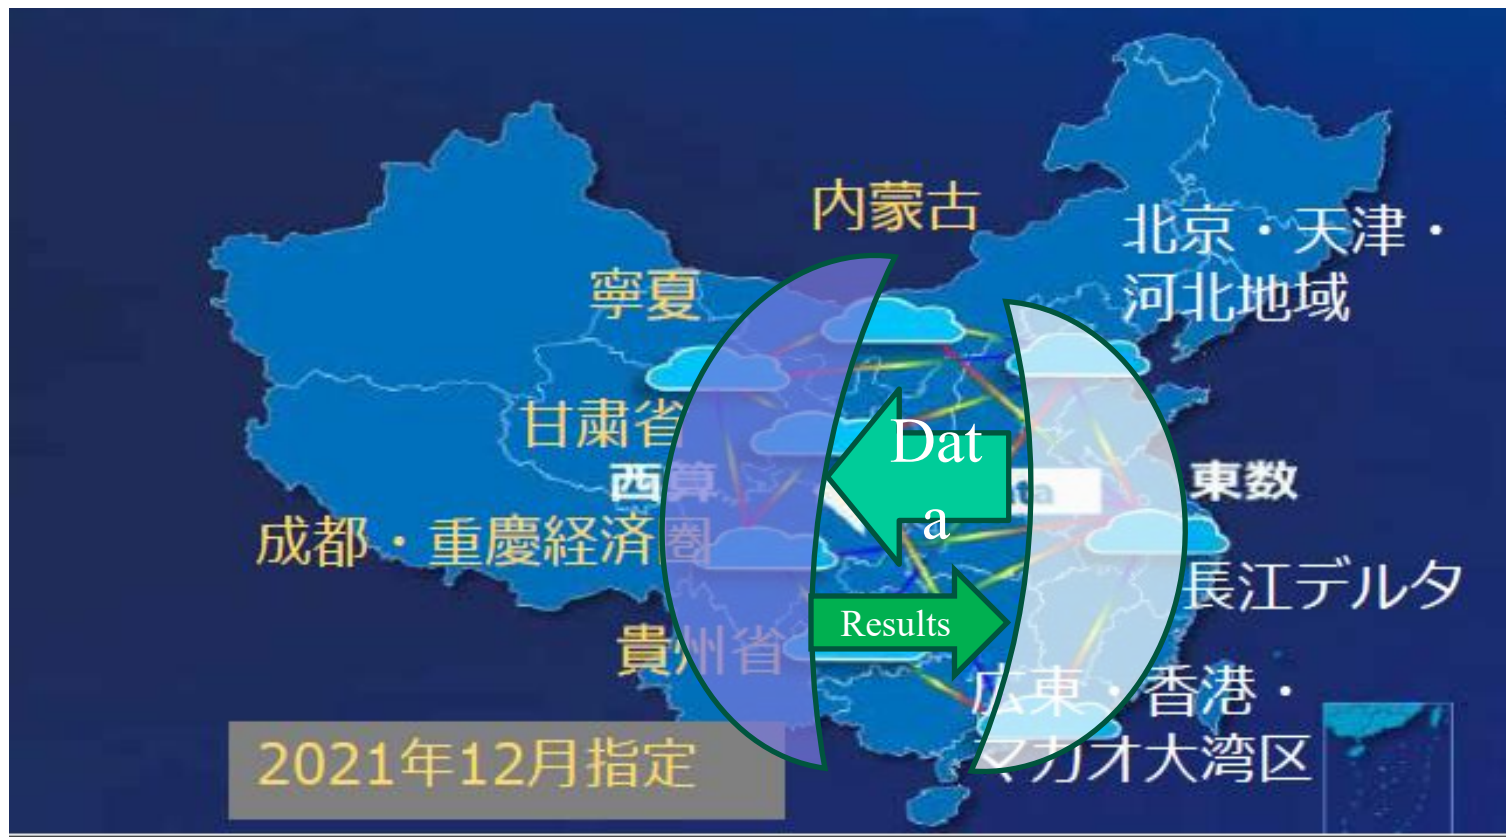 内蒙古
北京・天津・
河北地域
寧夏
甘粛省
Dat
a
西算
ta
東数
成都・重慶経済圏
長江デルタ
Results
貴州省
広東・香港・
マカオ大湾区
2021年12月指定